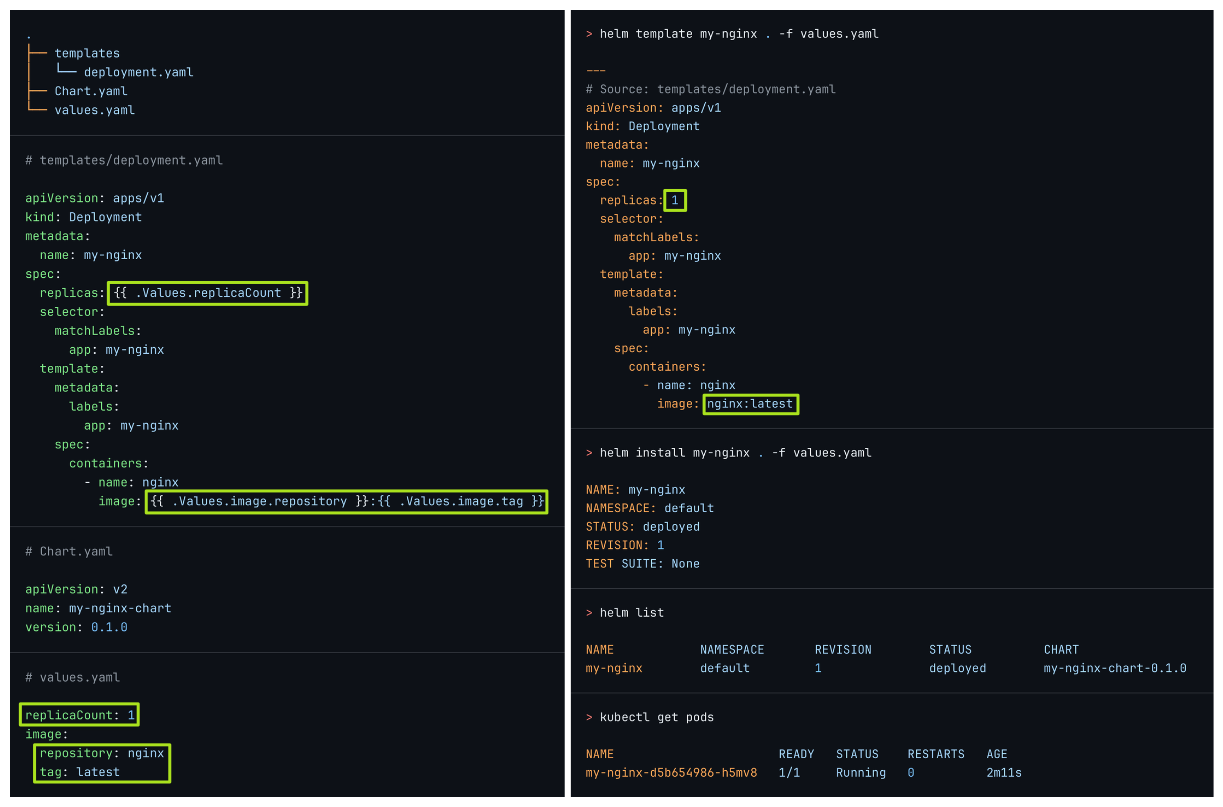 .
├── templates
│   └── deployment.yaml
├── Chart.yaml
└── values.yaml
# templates/deployment.yaml
apiVersion: apps/v1
kind: Deployment
metadata:
  name: my-nginx
spec:
  replicas: {{ .Values.replicaCount }}
  selector:
    matchLabels:
      app: my-nginx
  template:
    metadata:
      labels:
        app: my-nginx
    spec:
      containers:
        - name: nginx
          image: {{ .Values.image.repository }}:{{ .Values.image.tag }}
# Chart.yaml
apiVersion: v2
name: my-nginx-chart
version: 0.1.0
# values.yaml
replicaCount: 1
image:
  repository: nginx
  tag: latest
> helm template my-nginx . -f values.yaml
---
# Source: templates/deployment.yaml
apiVersion: apps/v1
kind: Deployment
metadata:
  name: my-nginx
spec:
  replicas: 1
  selector:
    matchLabels:
      app: my-nginx
  template:
    metadata:
      labels:
        app: my-nginx
    spec:
      containers:
        - name: nginx
          image: nginx:latest
> helm install my-nginx . -f values.yaml
NAME: my-nginx
NAMESPACE: default
STATUS: deployed
REVISION: 1
TEST SUITE: None
> helm list
NAME NAMESPACE REVISION STATUS CHART
my-nginx default 1 deployed my-nginx-chart-0.1.0
> kubectl get pods
NAME READY STATUS RESTARTS AGE
my-nginx-d5b654986-h5mv8 1/1 Running 0 2m11s